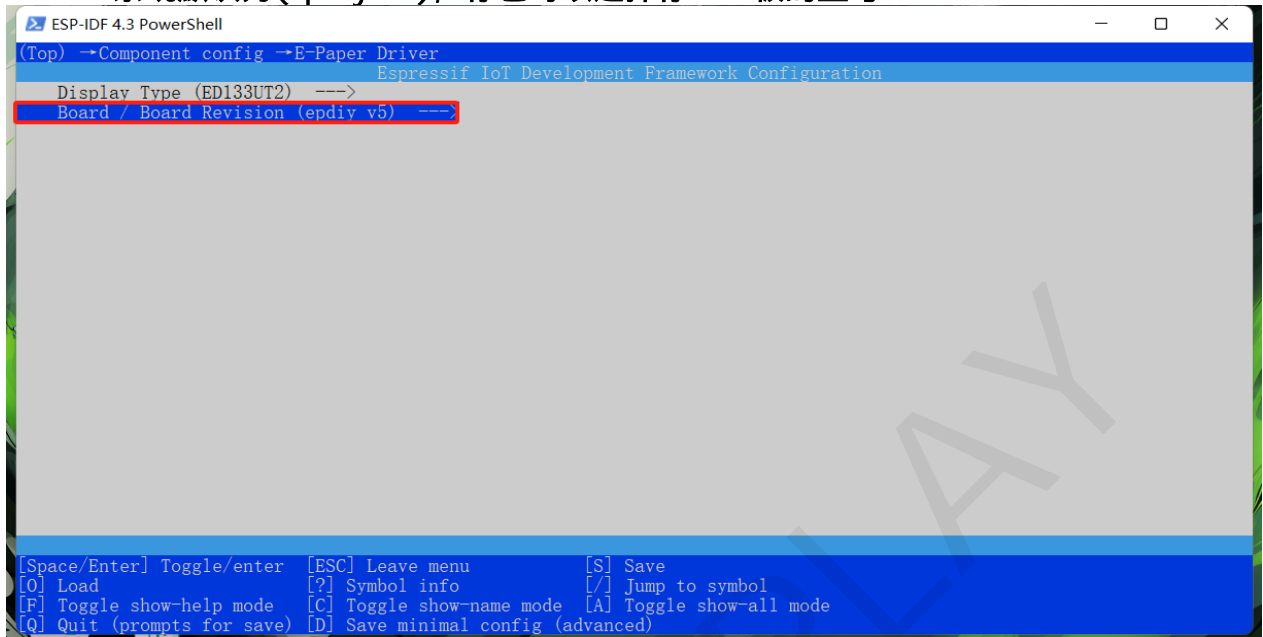 ESP-IDF 4.3 PowerShell
(Top) →Component config →E-Paper Driver
Espressif IoT Development Framework Configuration
Display Type (ED133UT2) --->
Board / Board Revision (epdiy v5) --->
[Space/Enter] Toggle/enter [ESC] Leave menu [S] Save
[O] Load [?] Symbol info [/] Jump to symbol
[F] Toggle show-help mode [C] Toggle show-name mode [A] Toggle show-all mode
[Q] Quit (prompts for save) [D] Save minimal config (advanced)
PLAY